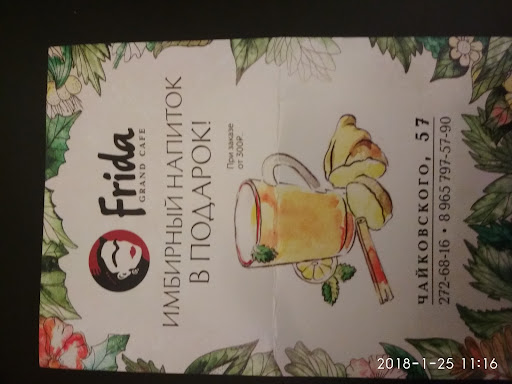 Frida
GRAND CAFE
ИМБИРНЫЙ НАПИТОК
В ПОДАРОК!
При заказе
от 300₽.
ЧАЙКОВСКОГО, 57
272-68-16 • 8 965 797-57-90
2018-1-25 11:16